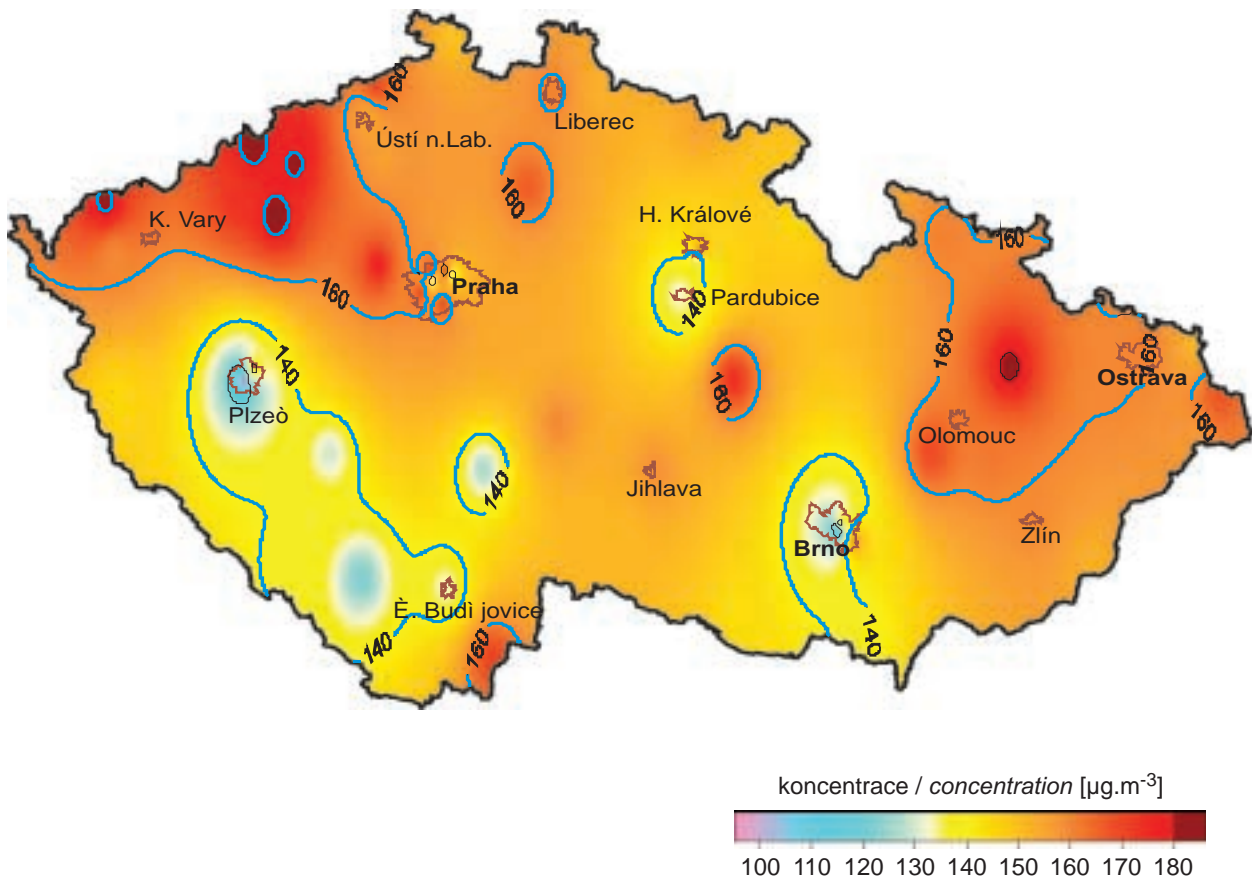 160
Liberec
Ústí n.Lab.
160
K. Vary
H. Králové
160
160
Praha
140
Pardubice
140
160
160
160
Ostrava
Plzeò
160
Olomouc
140
Jihlava
Brno
Zlín
È. Budì jovice
140
160
140
koncentrace / concentration [µg.m-3]
100 110 120 130 140 150 160 170 180